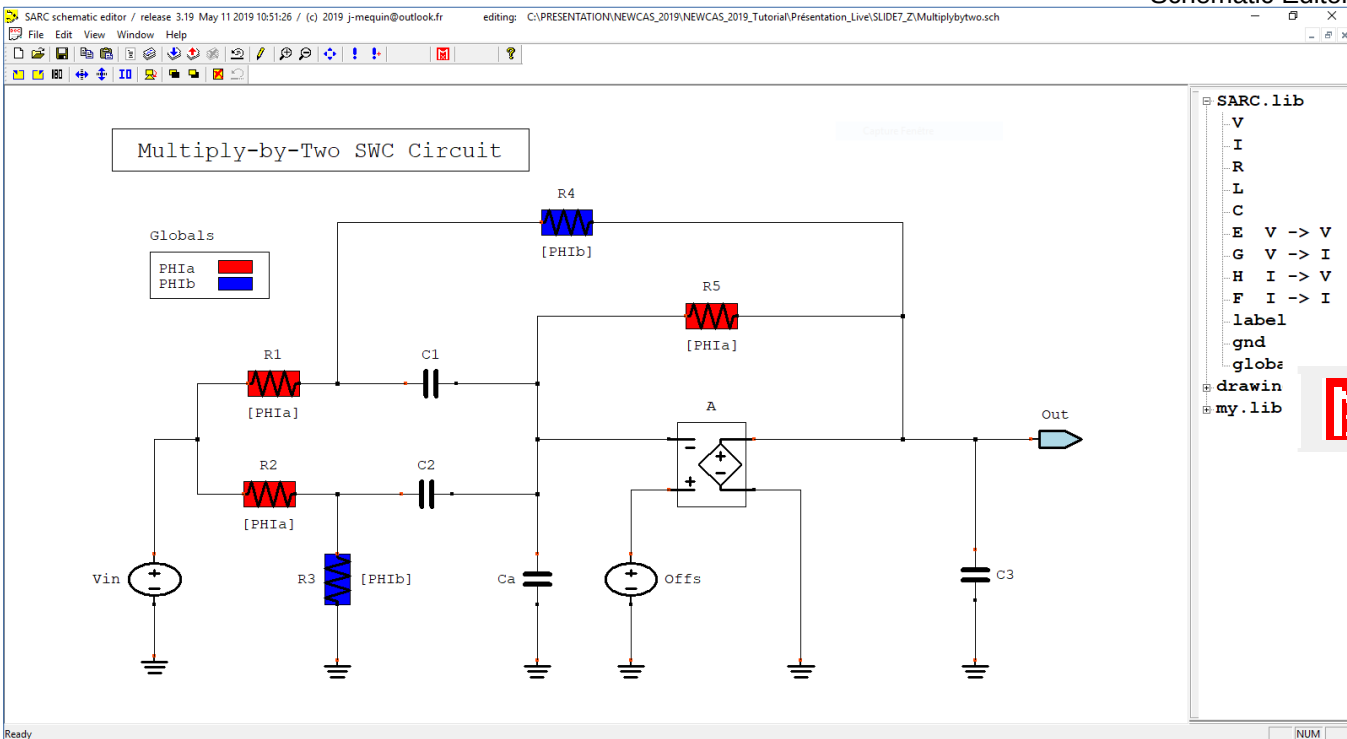 Schematic Editor
SARC schematic editor / release 3.19 May 11 2019 10:51:26 / (c) 2019 j-mequin@outlook.fr editing: C:\PRESENTATION\NEWCAS_2019\NEWCAS_2019_Tutorial\Présentation_Live\SLIDE7_Z\Multiplybytwo.sch
File Edit View Window Help
Multiply-by-Two SWC Circuit
Globals
PHIa
PHIb
R4
[PHIb]
R5
[PHIa]
R1
[PHIa]
C1
A
Out
R2
[PHIa]
C2
Vin
R3
[PHIb]
Ca
Offs
C3
SARC.lib
V
I
R
L
C
E V -> V
G V -> I
H I -> V
F I -> I
label
gnd
globa
drawin
my.lib
Ready
NUM